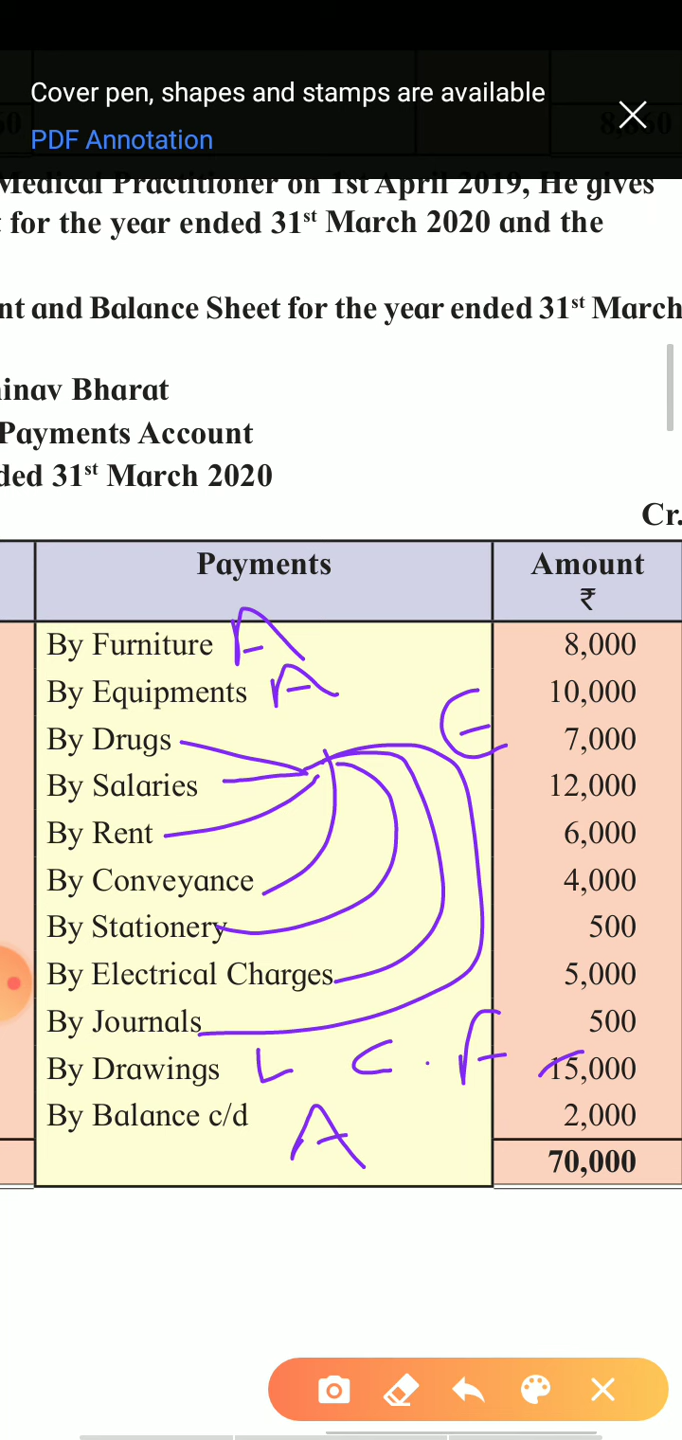 Cover pen, shapes and stamps are available
PDF Annotation
60 8,860
Medical Practitioner on 1st April 2019, He gives
for the year ended 31st March 2020 and the
nt and Balance Sheet for the year ended 31st March
inav Bharat
Payments Account
ded 31st March 2020
Cr.
Payments Amount
₹
By Furniture A 8,000
By Equipments A 10,000
By Drugs E 7,000
By Salaries 12,000
By Rent 6,000
By Conveyance 4,000
By Stationery 500
By Electrical Charges 5,000
By Journals 500
By Drawings L 15,000
By Balance c/d A 2,000
70,000